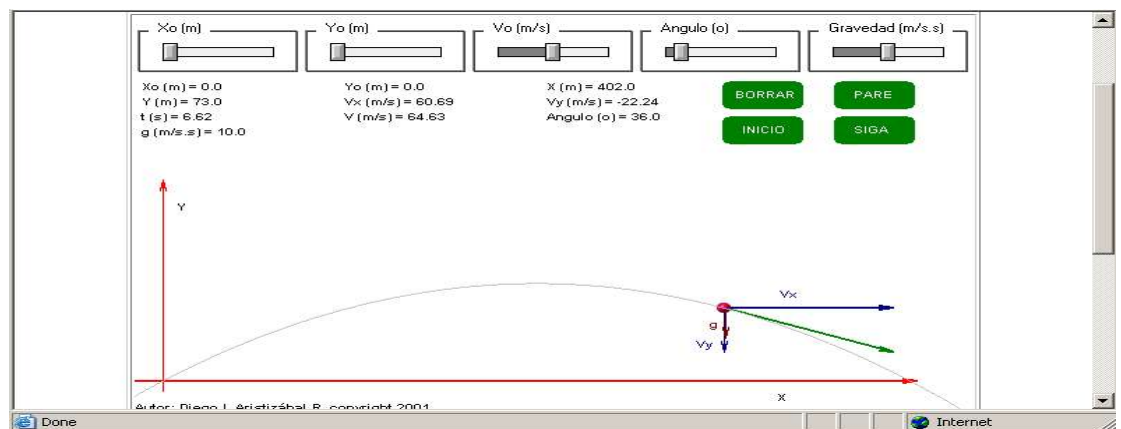 Xo (m) Yo (m) Vo (m/s) Angulo (o) Gravedad (m/s.s)
Xo (m) = 0.0 Yo (m) = 0.0 X (m) = 402.0
Y (m) = 73.0 Vx (m/s) = 60.69 Vy (m/s) = -22.24
t (s) = 6.62 V (m/s) = 64.63 Angulo (o) = 36.0
g (m/s.s) = 10.0
BORRAR PARE
INICIO SIGA
Y
Vx
g
Vy
X
Autor: Diego L. Aristizábal R. copyright 2001
Done Internet